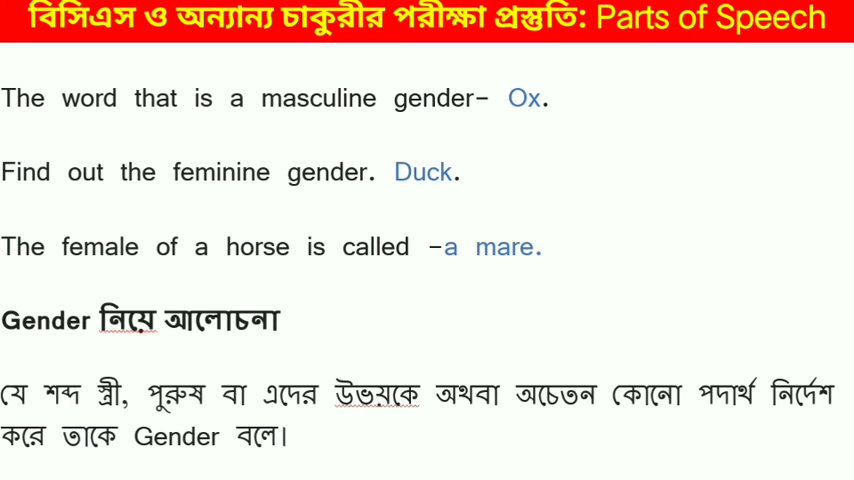 বিসিএস ও অন্যান্য চাকুরীর পরীক্ষা প্রস্তুতি: Parts of Speech
The word that is a masculine gender- Ox.
Find out the feminine gender. Duck.
The female of a horse is called -a mare.
Gender নিয়ে আলোচনা
যে শব্দ স্ত্রী, পুরুষ বা এদের উভয়কে অথবা অচেতন কোনো পদার্থ নির্দেশ
করে তাকে Gender বলে।